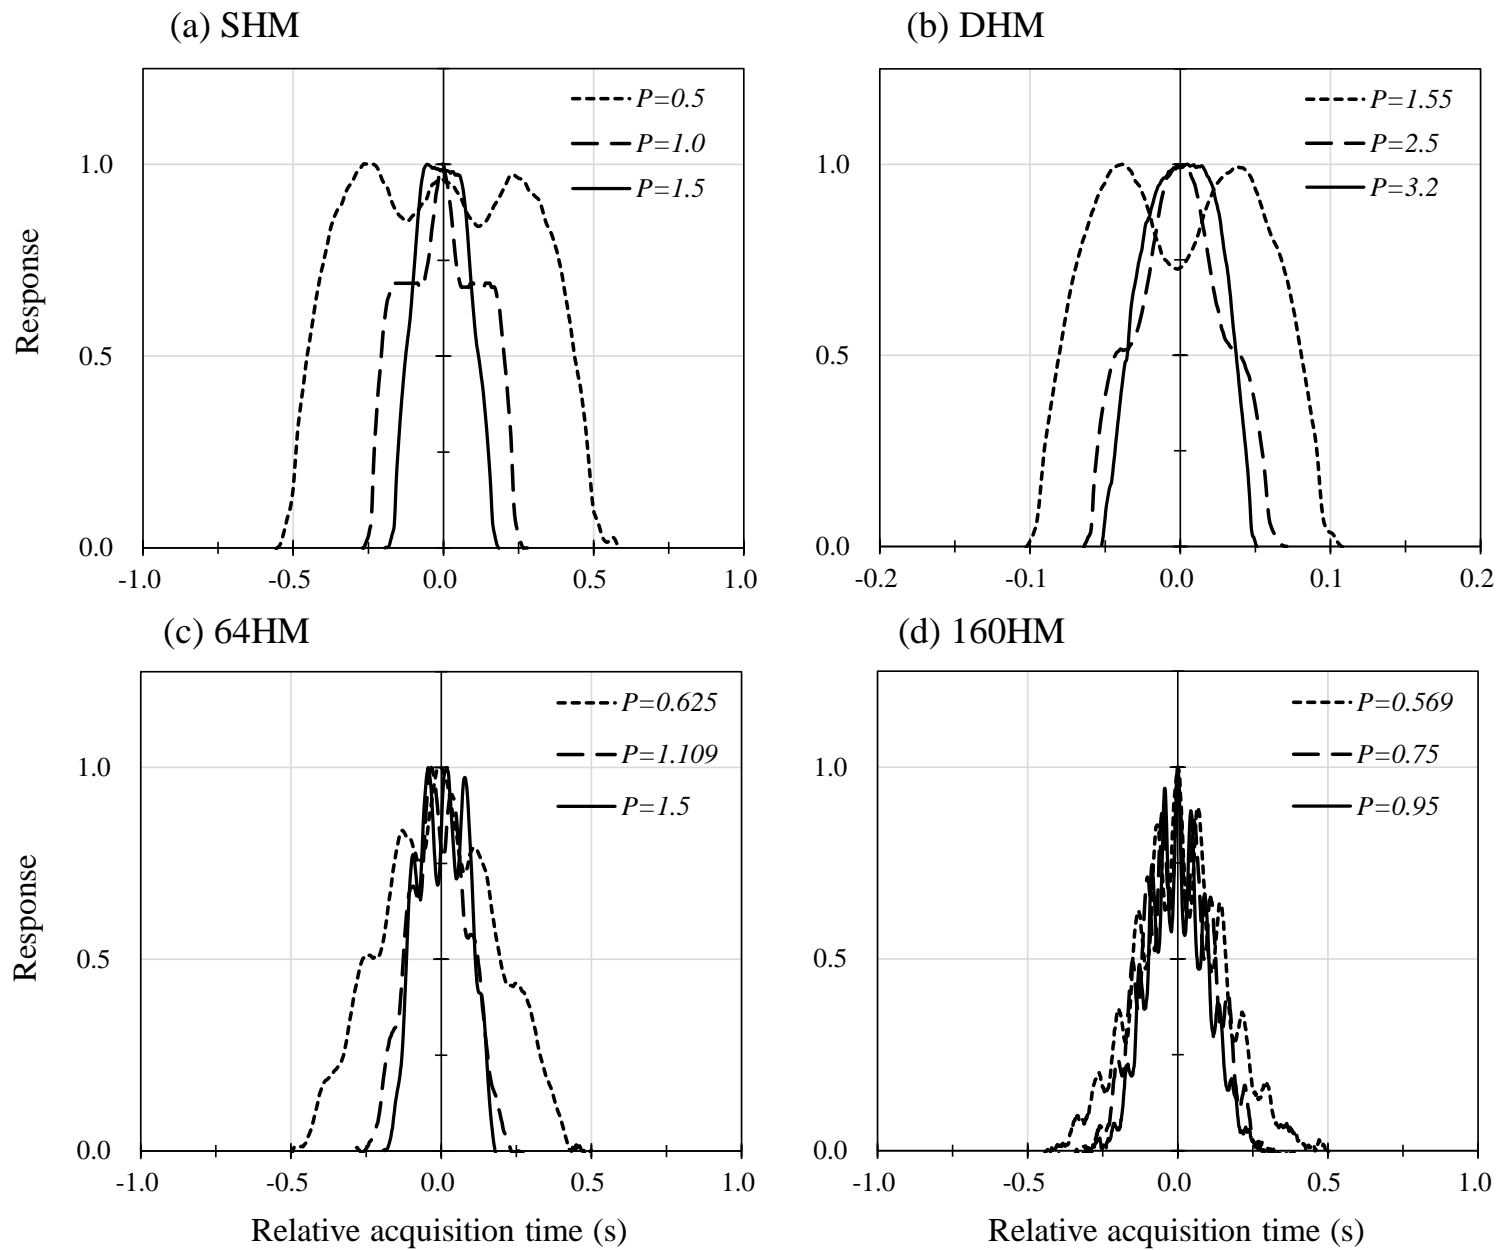 (a) SHM
P=0.5
P=1.0
P=1.5
1.0
0.5
0.0
-1.0 -0.5 0.0 0.5 1.0
Response
(b) DHM
P=1.55
P=2.5
P=3.2
1.0
0.5
0.0
-0.2 -0.1 0.0 0.1 0.2
(c) 64HM
P=0.625
P=1.109
P=1.5
1.0
0.5
0.0
-1.0 -0.5 0.0 0.5 1.0
Response
Relative acquisition time (s)
(d) 160HM
P=0.569
P=0.75
P=0.95
1.0
0.5
0.0
-1.0 -0.5 0.0 0.5 1.0
Relative acquisition time (s)